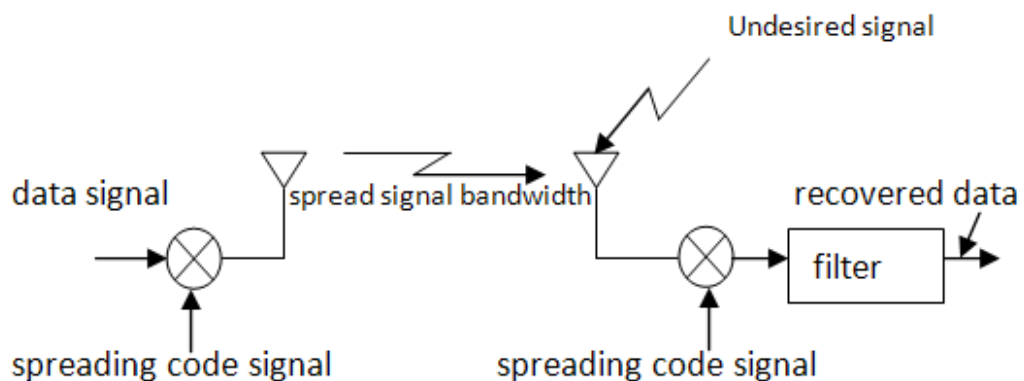 Undesired signal
data signal
spread signal bandwidth
recovered data
filter
spreading code signal
spreading code signal